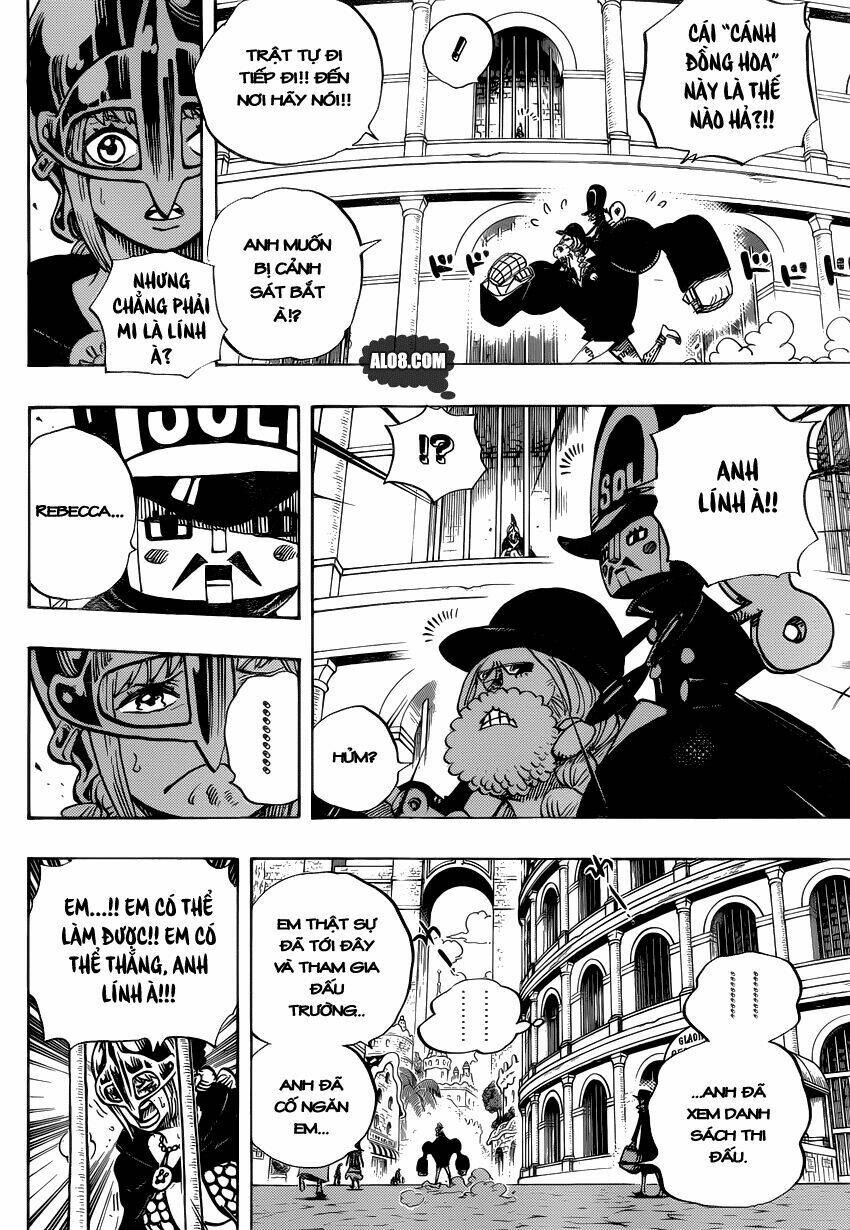 CÁI "CÁNH
ĐỒNG HOA"
NÀY LÀ THẾ
NÀO HẢ?!!
!
TRẬT TỰ ĐI
TIẾP ĐI!! ĐẾN
NƠI HÃY NÓI!!
ANH MUỐN
BỊ CẢNH
SÁT BẮT
À!?
NHƯNG
CHẲNG PHẢI
MI LÀ LÍNH
À?
ALO8.COM
ANH
LÍNH À!!
!?
SOL
HỬM?
SOL
REBECCA...
EM THẬT SỰ
ĐÃ TỚI ĐÂY
VÀ THAM GIA
ĐẤU
TRƯỜNG..
ANH ĐÃ
CỐ NGĂN
EM...
...ANH ĐÃ
XEM DANH
SÁCH THI
ĐẤU.
EM...!! EM CÓ THỂ
LÀM ĐƯỢC!! EM CÓ
THỂ THẮNG, ANH
LÍNH À!!!